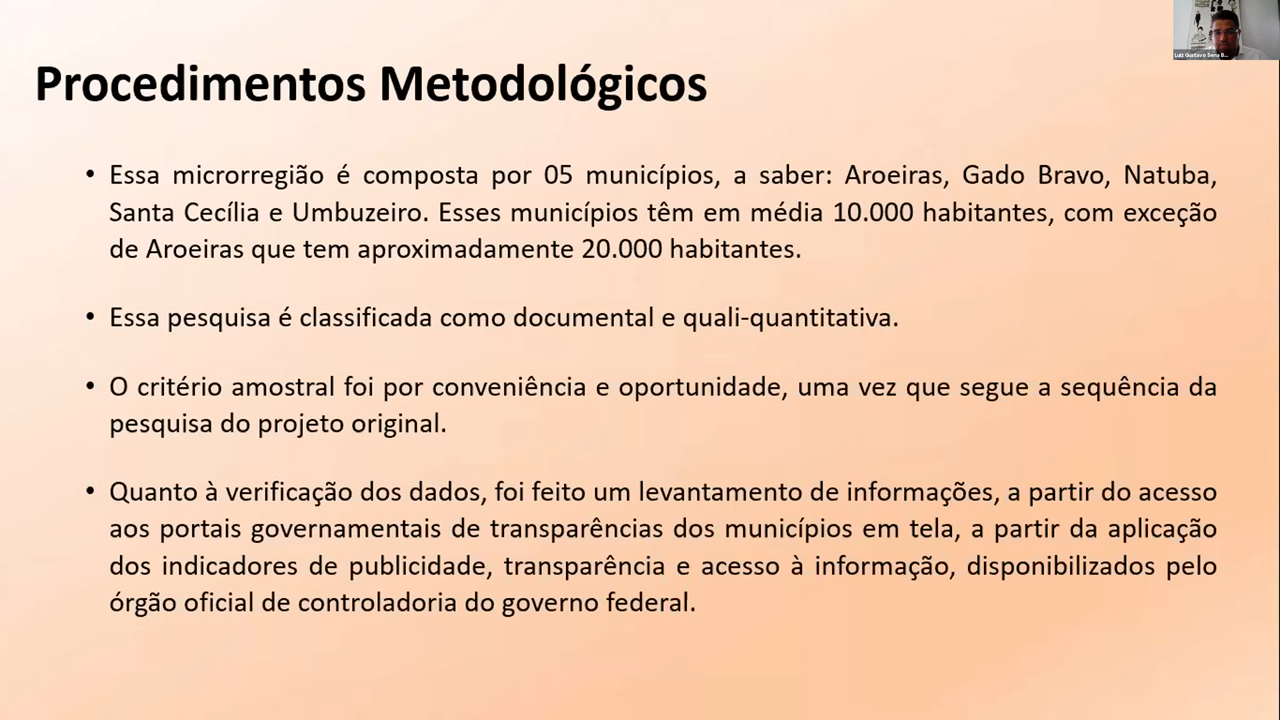 Luiz Gustavo Sena B...
Procedimentos Metodológicos
• Essa microrregião é composta por 05 municípios, a saber: Aroeiras, Gado Bravo, Natuba,
Santa Cecília e Umbuzeiro. Esses municípios têm em média 10.000 habitantes, com exceção
de Aroeiras que tem aproximadamente 20.000 habitantes.
• Essa pesquisa é classificada como documental e quali-quantitativa.
• O critério amostral foi por conveniência e oportunidade, uma vez que segue a sequência da
pesquisa do projeto original.
• Quanto à verificação dos dados, foi feito um levantamento de informações, a partir do acesso
aos portais governamentais de transparências dos municípios em tela, a partir da aplicação
dos indicadores de publicidade, transparência e acesso à informação, disponibilizados pelo
órgão oficial de controladoria do governo federal.